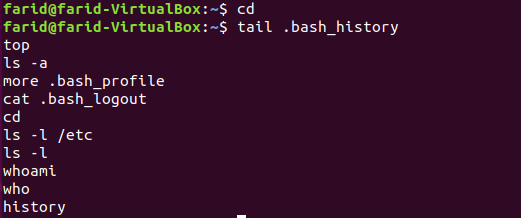 farid@farid-VirtualBox:~$ cd
farid@farid-VirtualBox:~$ tail .bash_history
top
ls -a
more .bash_profile
cat .bash_logout
cd
ls -l /etc
ls -l
whoami
who
history